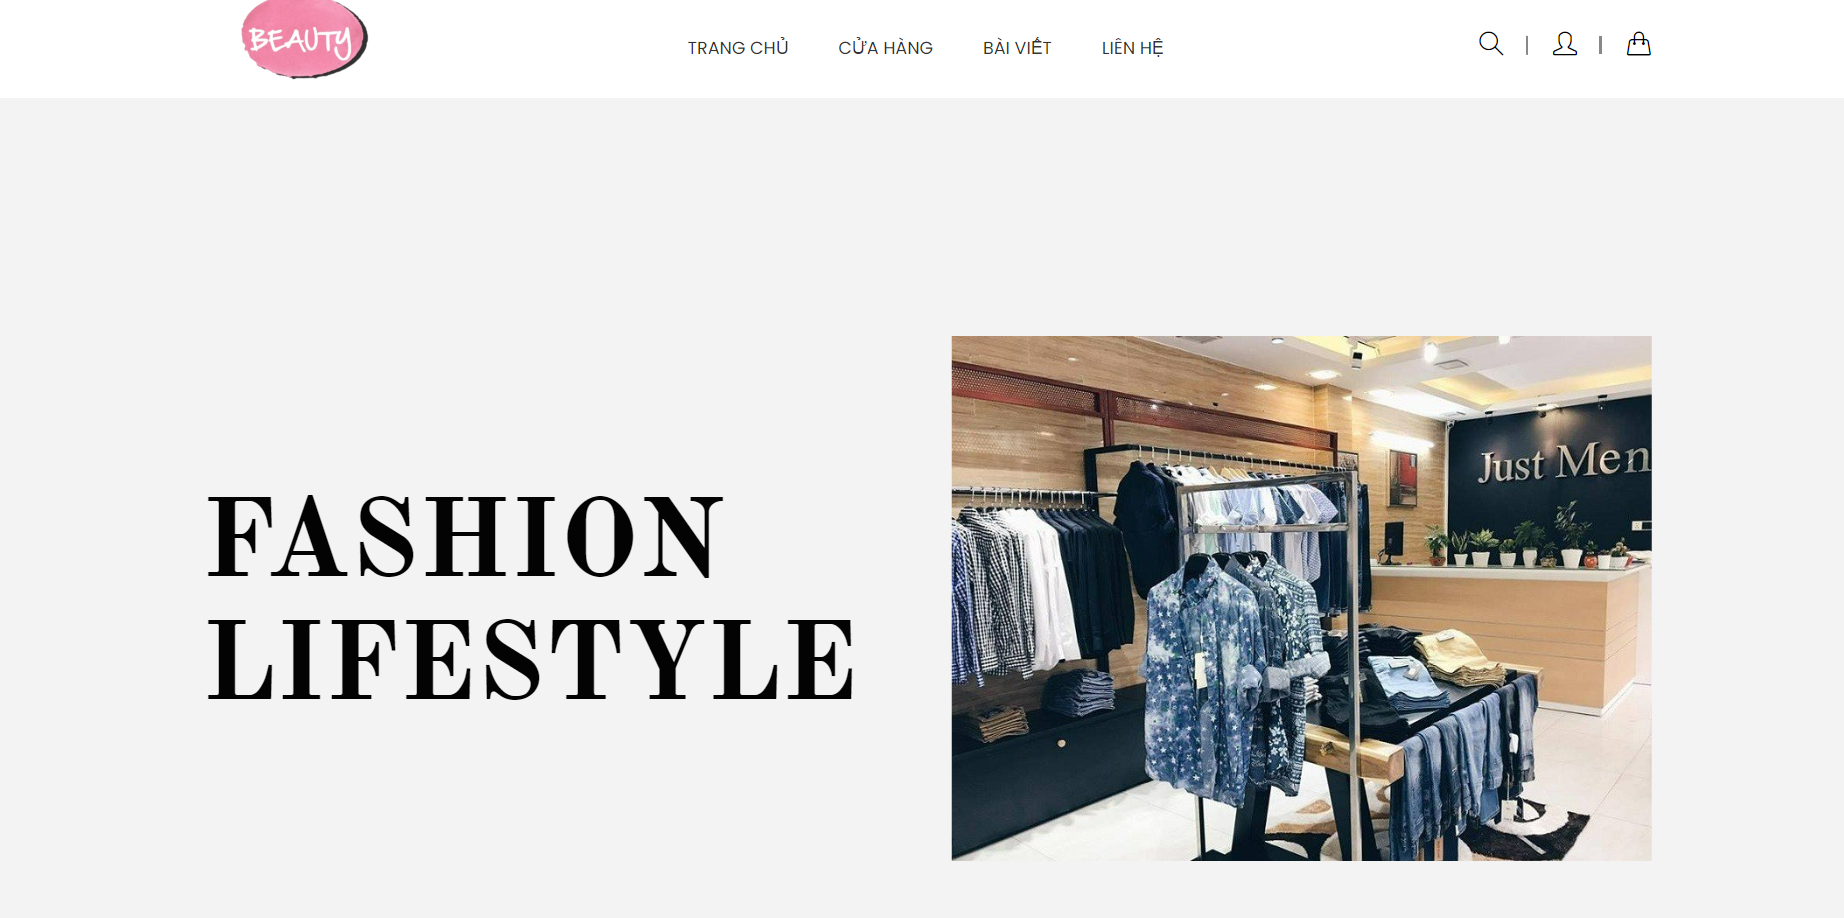 BEAUTY
TRANG CHỦ
CỬA HÀNG
BÀI VIẾT
LIÊN HỆ
FASHION
LIFESTYLE
Just Men